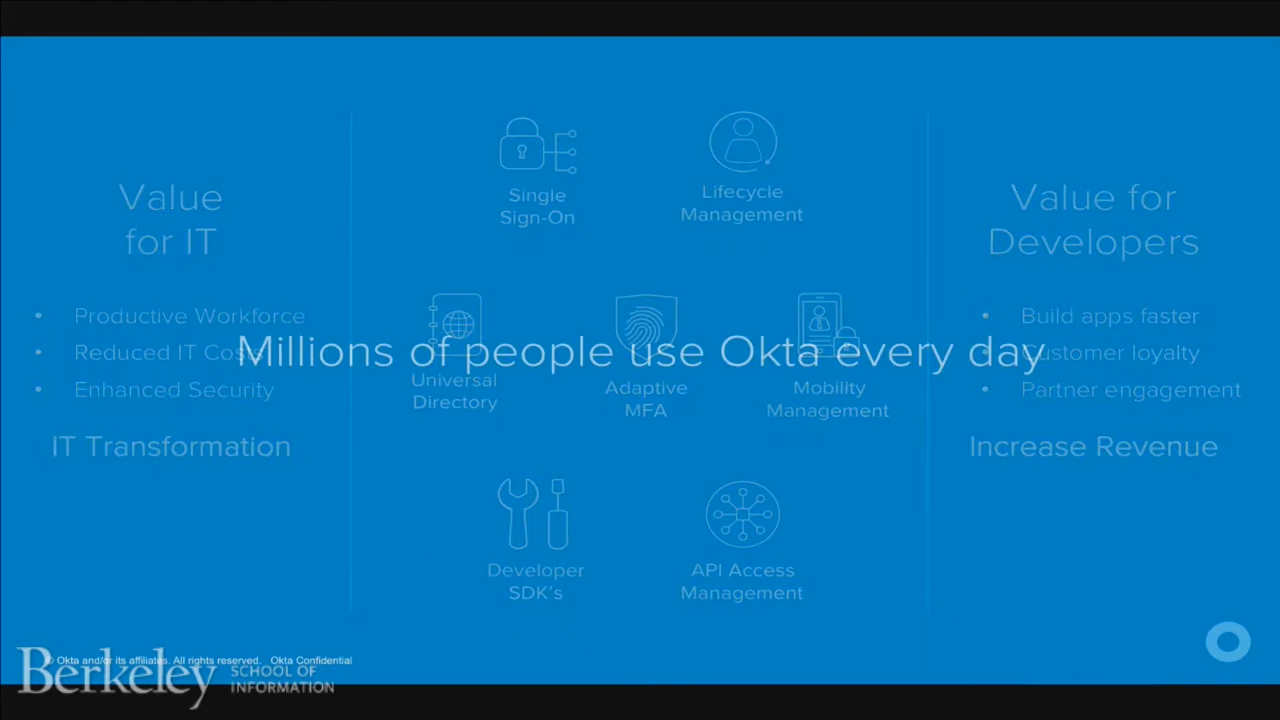 Value
for IT
• Productive Workforce
• Reduced IT Costs
• Enhanced Security
IT Transformation
Single
Sign-On
Lifecycle
Management
Universal
Directory
Adaptive
MFA
Mobility
Management
Developer
SDK's
API Access
Management
Millions of people use Okta every day
Value for
Developers
• Build apps faster
• Customer loyalty
• Partner engagement
Increase Revenue
© Okta and/or its affiliates. All rights reserved. Okta Confidential
Berkeley
SCHOOL OF
INFORMATION